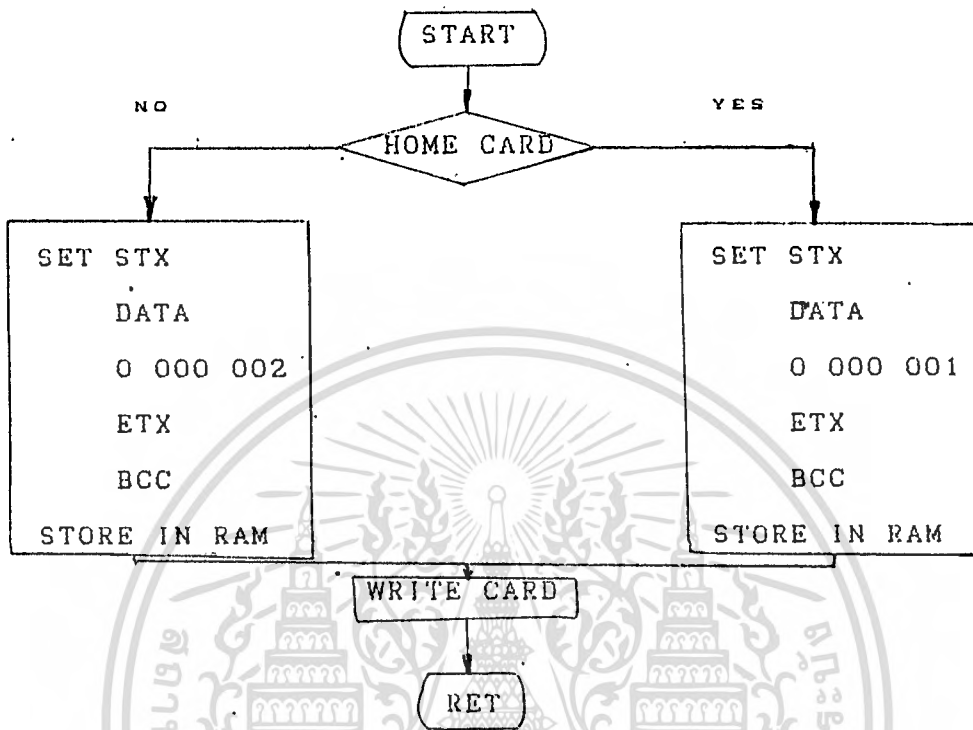 START
NO
YES
HOME CARD
SET STX
DATA
0 000 002
ETX
BCC
STORE IN RAM
SET STX
DATA
0 000 001
ETX
BCC
STORE IN RAM
WRITE CARD
RET